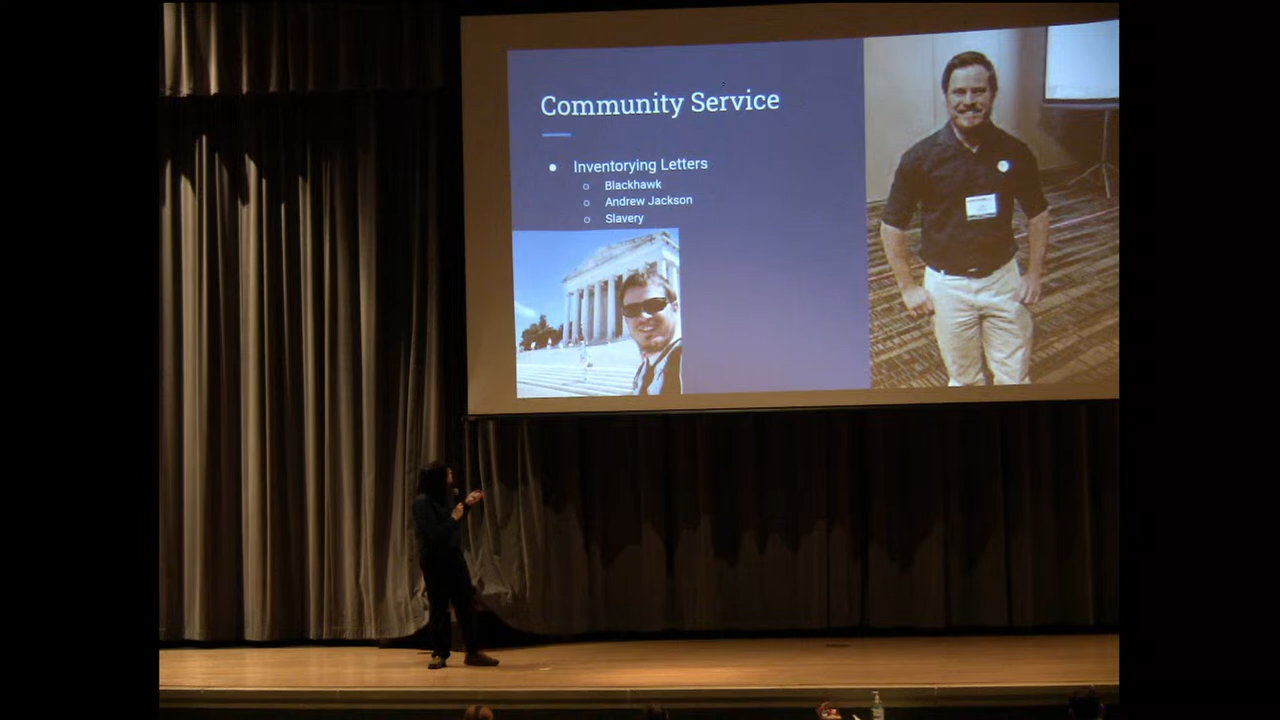 Community Service
Inventorying Letters
Blackhawk
Andrew Jackson
Slavery